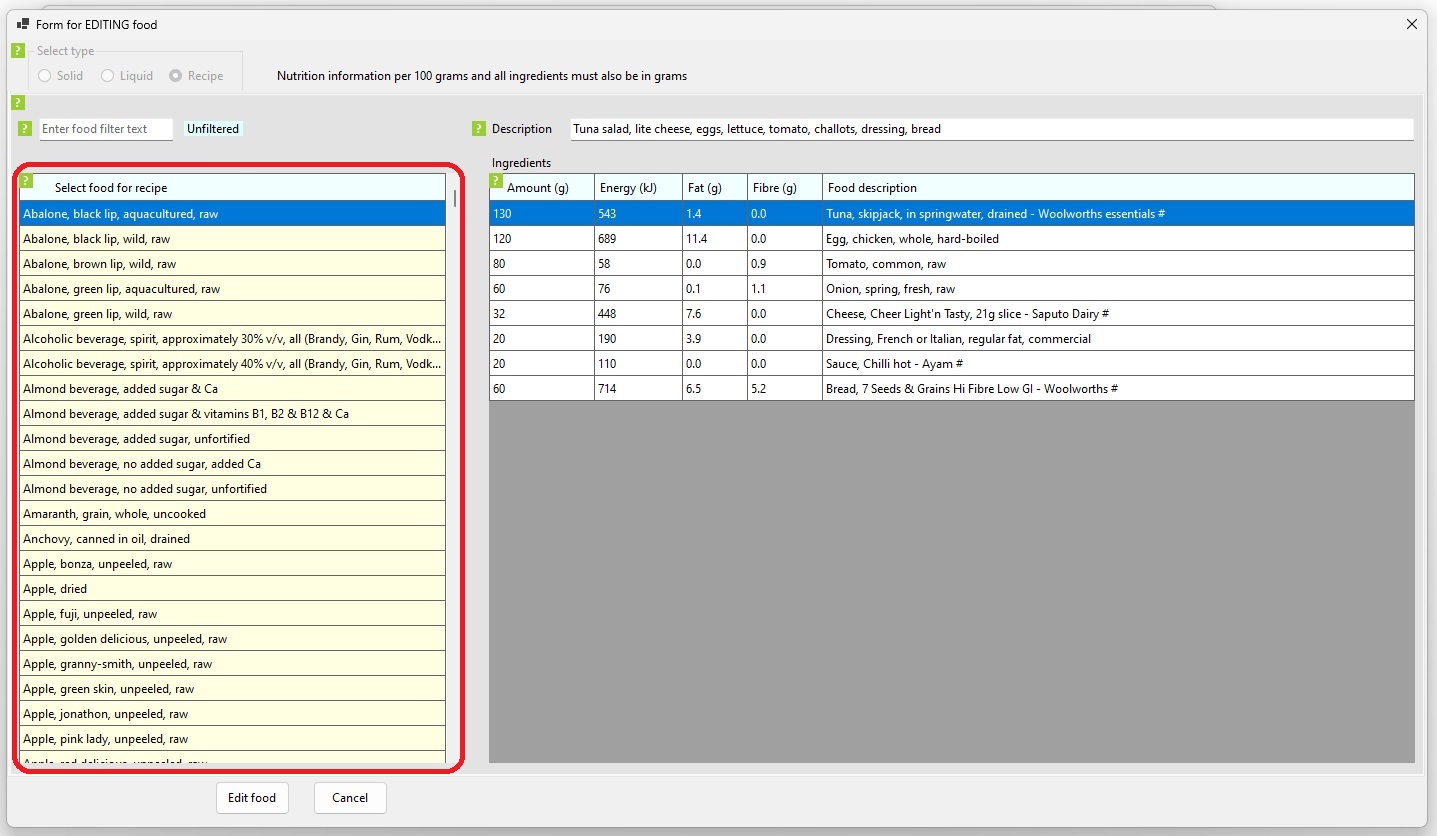 Form for EDITING food
? Select type
Solid Liquid Recipe
Nutrition information per 100 grams and all ingredients must also be in grams
?
? Enter food filter text Unfiltered
? Description Tuna salad, lite cheese, eggs, lettuce, tomato, challots, dressing, bread
? Select food for recipe
Abalone, black lip, aquacultured, raw
Abalone, black lip, wild, raw
Abalone, brown lip, wild, raw
Abalone, green lip, aquacultured, raw
Abalone, green lip, wild, raw
Alcoholic beverage, spirit, approximately 30% v/v, all (Brandy, Gin, Rum, Vodk...
Alcoholic beverage, spirit, approximately 40% v/v, all (Brandy, Gin, Rum, Vodk...
Almond beverage, added sugar & Ca
Almond beverage, added sugar & vitamins B1, B2 & B12 & Ca
Almond beverage, added sugar, unfortified
Almond beverage, no added sugar, added Ca
Almond beverage, no added sugar, unfortified
Amaranth, grain, whole, uncooked
Anchovy, canned in oil, drained
Apple, bonza, unpeeled, raw
Apple, dried
Apple, fuji, unpeeled, raw
Apple, golden delicious, unpeeled, raw
Apple, granny-smith, unpeeled, raw
Apple, green skin, unpeeled, raw
Apple, jonathon, unpeeled, raw
Apple, pink lady, unpeeled, raw
Apple, red delicious, unpeeled, raw
Ingredients
? Amount (g) Energy (kJ) Fat (g) Fibre (g) Food description
130 543 1.4 0.0 Tuna, skipjack, in springwater, drained - Woolworths essentials #
120 689 11.4 0.0 Egg, chicken, whole, hard-boiled
80 58 0.0 0.9 Tomato, common, raw
60 76 0.1 1.1 Onion, spring, fresh, raw
32 448 7.6 0.0 Cheese, Cheer Light'n Tasty, 21g slice - Saputo Dairy #
20 190 3.9 0.0 Dressing, French or Italian, regular fat, commercial
20 110 0.0 0.0 Sauce, Chilli hot - Ayam #
60 714 6.5 5.2 Bread, 7 Seeds & Grains Hi Fibre Low GI - Woolworths #
Edit food Cancel